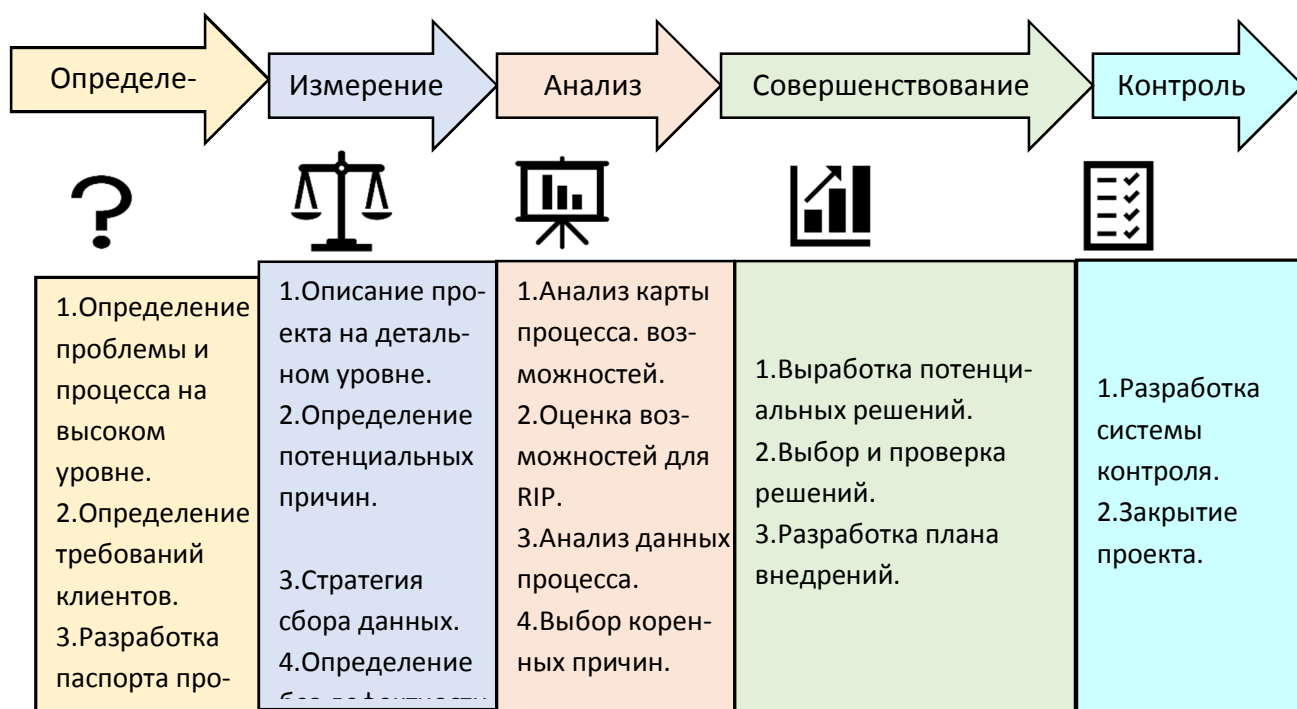 Определе-
Измерение
Анализ
Совершенствование
Контроль
1.Определение
проблемы и
процесса на
высоком
уровне.
2.Определение
требований
клиентов.
3.Разработка
паспорта про-
1.Описание про-
екта на деталь-
ном уровне.
2.Определение
потенциальных
причин.
3.Стратегия
сбора данных.
4.Определение
1.Анализ карты
процесса. воз-
можностей.
2.Оценка воз-
можностей для
RIP.
3.Анализ данных
процесса.
4.Выбор корен-
ных причин.
1.Выработка потенци-
альных решений.
2.Выбор и проверка
решений.
3.Разработка плана
внедрений.
1.Разработка
системы
контроля.
2.Закрытие
проекта.